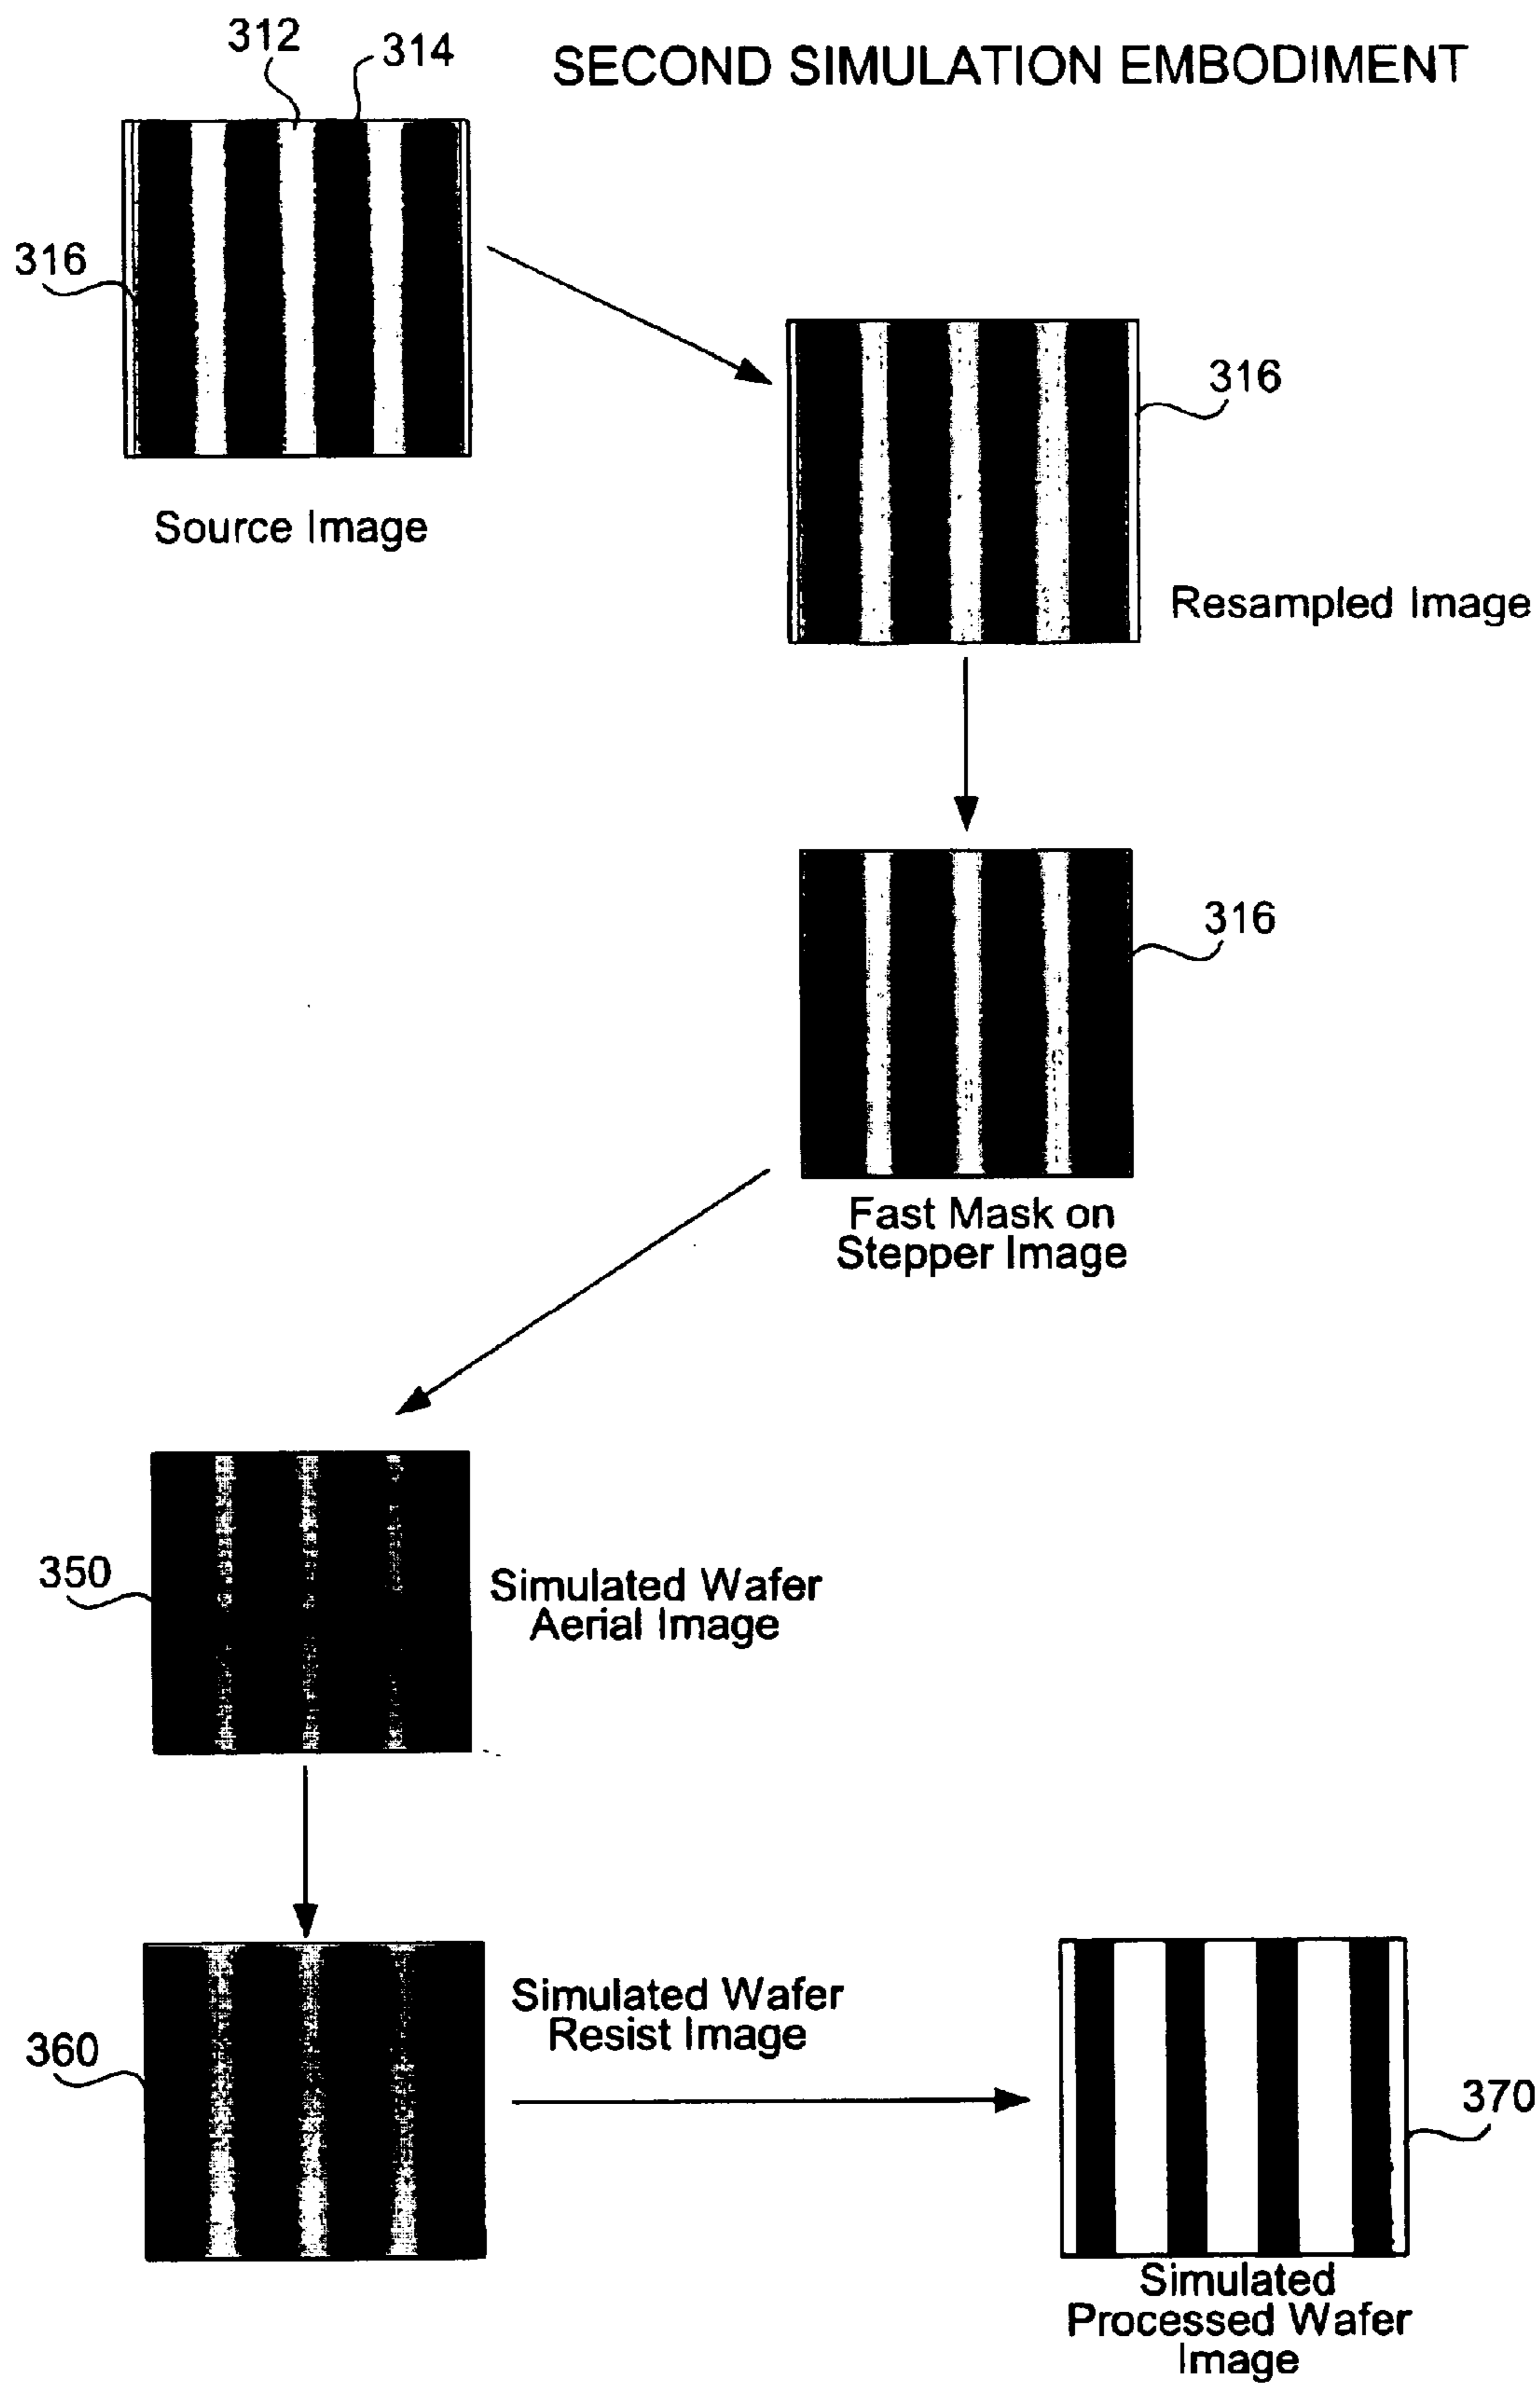 312
314
SECOND SIMULATION EMBODIMENT
316
Source Image
316
Resampled Image
316
Fast Mask on
Stepper Image
350
Simulated Wafer
Aerial Image
360
Simulated Wafer
Resist Image
370
Simulated
Processed Wafer
Image